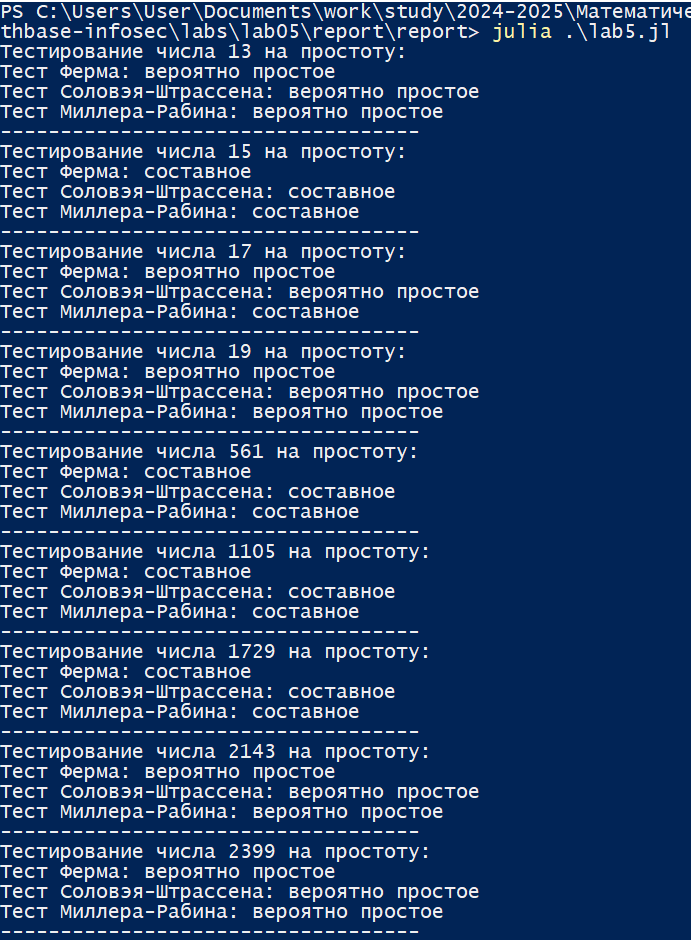 PS C:\Users\User\Documents\work\study\2024-2025\Математиче
thbase-infosec\labs\lab05\report\report> julia .\lab5.jl
Тестирование числа 13 на простоту:
Тест Ферма: вероятно простое
Тест Соловэя-Штрассена: вероятно простое
Тест Миллера-Рабина: вероятно простое
-----------------------------------
Тестирование числа 15 на простоту:
Тест Ферма: составное
Тест Соловэя-Штрассена: составное
Тест Миллера-Рабина: составное
-----------------------------------
Тестирование числа 17 на простоту:
Тест Ферма: вероятно простое
Тест Соловэя-Штрассена: вероятно простое
Тест Миллера-Рабина: составное
-----------------------------------
Тестирование числа 19 на простоту:
Тест Ферма: вероятно простое
Тест Соловэя-Штрассена: вероятно простое
Тест Миллера-Рабина: вероятно простое
-----------------------------------
Тестирование числа 561 на простоту:
Тест Ферма: составное
Тест Соловэя-Штрассена: составное
Тест Миллера-Рабина: составное
-----------------------------------
Тестирование числа 1105 на простоту:
Тест Ферма: составное
Тест Соловэя-Штрассена: составное
Тест Миллера-Рабина: составное
-----------------------------------
Тестирование числа 1729 на простоту:
Тест Ферма: составное
Тест Соловэя-Штрассена: составное
Тест Миллера-Рабина: составное
-----------------------------------
Тестирование числа 2143 на простоту:
Тест Ферма: вероятно простое
Тест Соловэя-Штрассена: вероятно простое
Тест Миллера-Рабина: вероятно простое
-----------------------------------
Тестирование числа 2399 на простоту:
Тест Ферма: вероятно простое
Тест Соловэя-Штрассена: вероятно простое
Тест Миллера-Рабина: вероятно простое
-----------------------------------